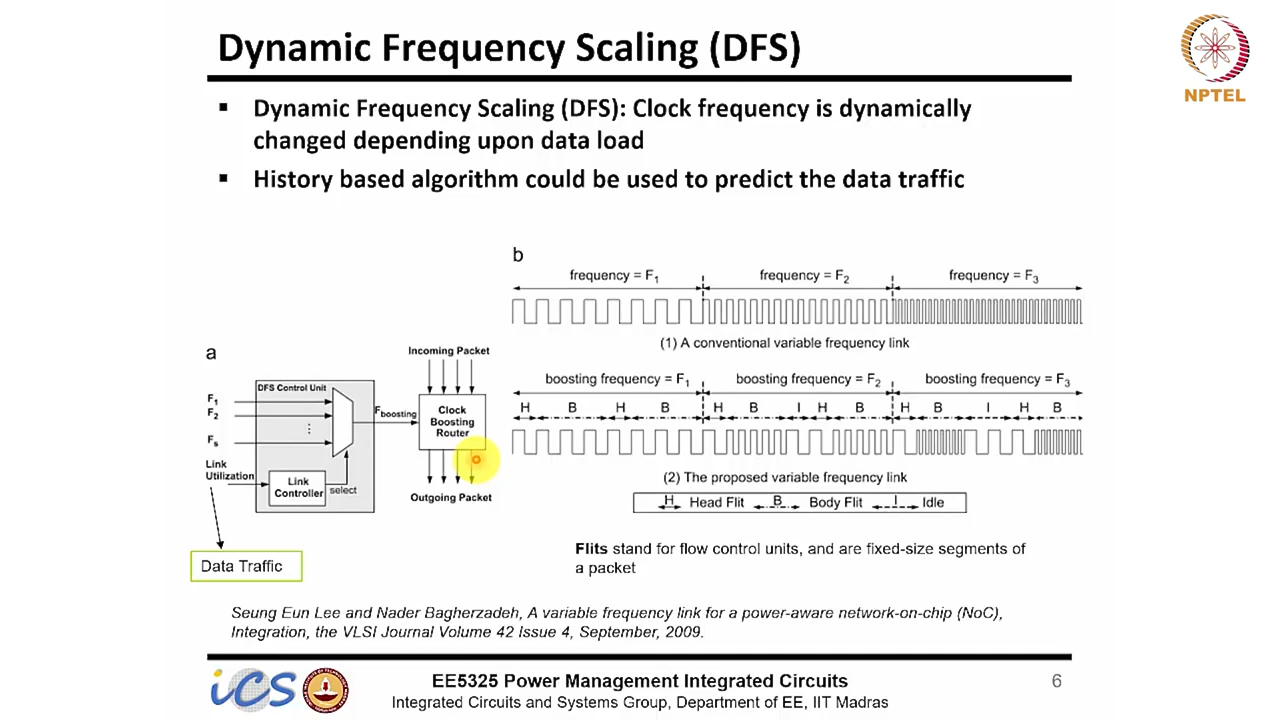 Dynamic Frequency Scaling (DFS)
NPTEL
▪ Dynamic Frequency Scaling (DFS): Clock frequency is dynamically
changed depending upon data load
▪ History based algorithm could be used to predict the data traffic
a
F1
F2
⋮
Fs
Link
Utilization
DFS Control Unit
Link
Controller
select
Fboosting
Incoming Packet
Clock
Boosting
Router
Outgoing Packet
Data Traffic
b
frequency = F1 frequency = F2 frequency = F3
(1) A conventional variable frequency link
boosting frequency = F1 boosting frequency = F2 boosting frequency = F3
H B H B H B I H B H B I H B
(2) The proposed variable frequency link
H Head Flit B Body Flit I Idle
Flits stand for flow control units, and are fixed-size segments of
a packet
Seung Eun Lee and Nader Bagherzadeh, A variable frequency link for a power-aware network-on-chip (NoC),
Integration, the VLSI Journal Volume 42 Issue 4, September, 2009.
ics
EE5325 Power Management Integrated Circuits
Integrated Circuits and Systems Group, Department of EE, IIT Madras
6